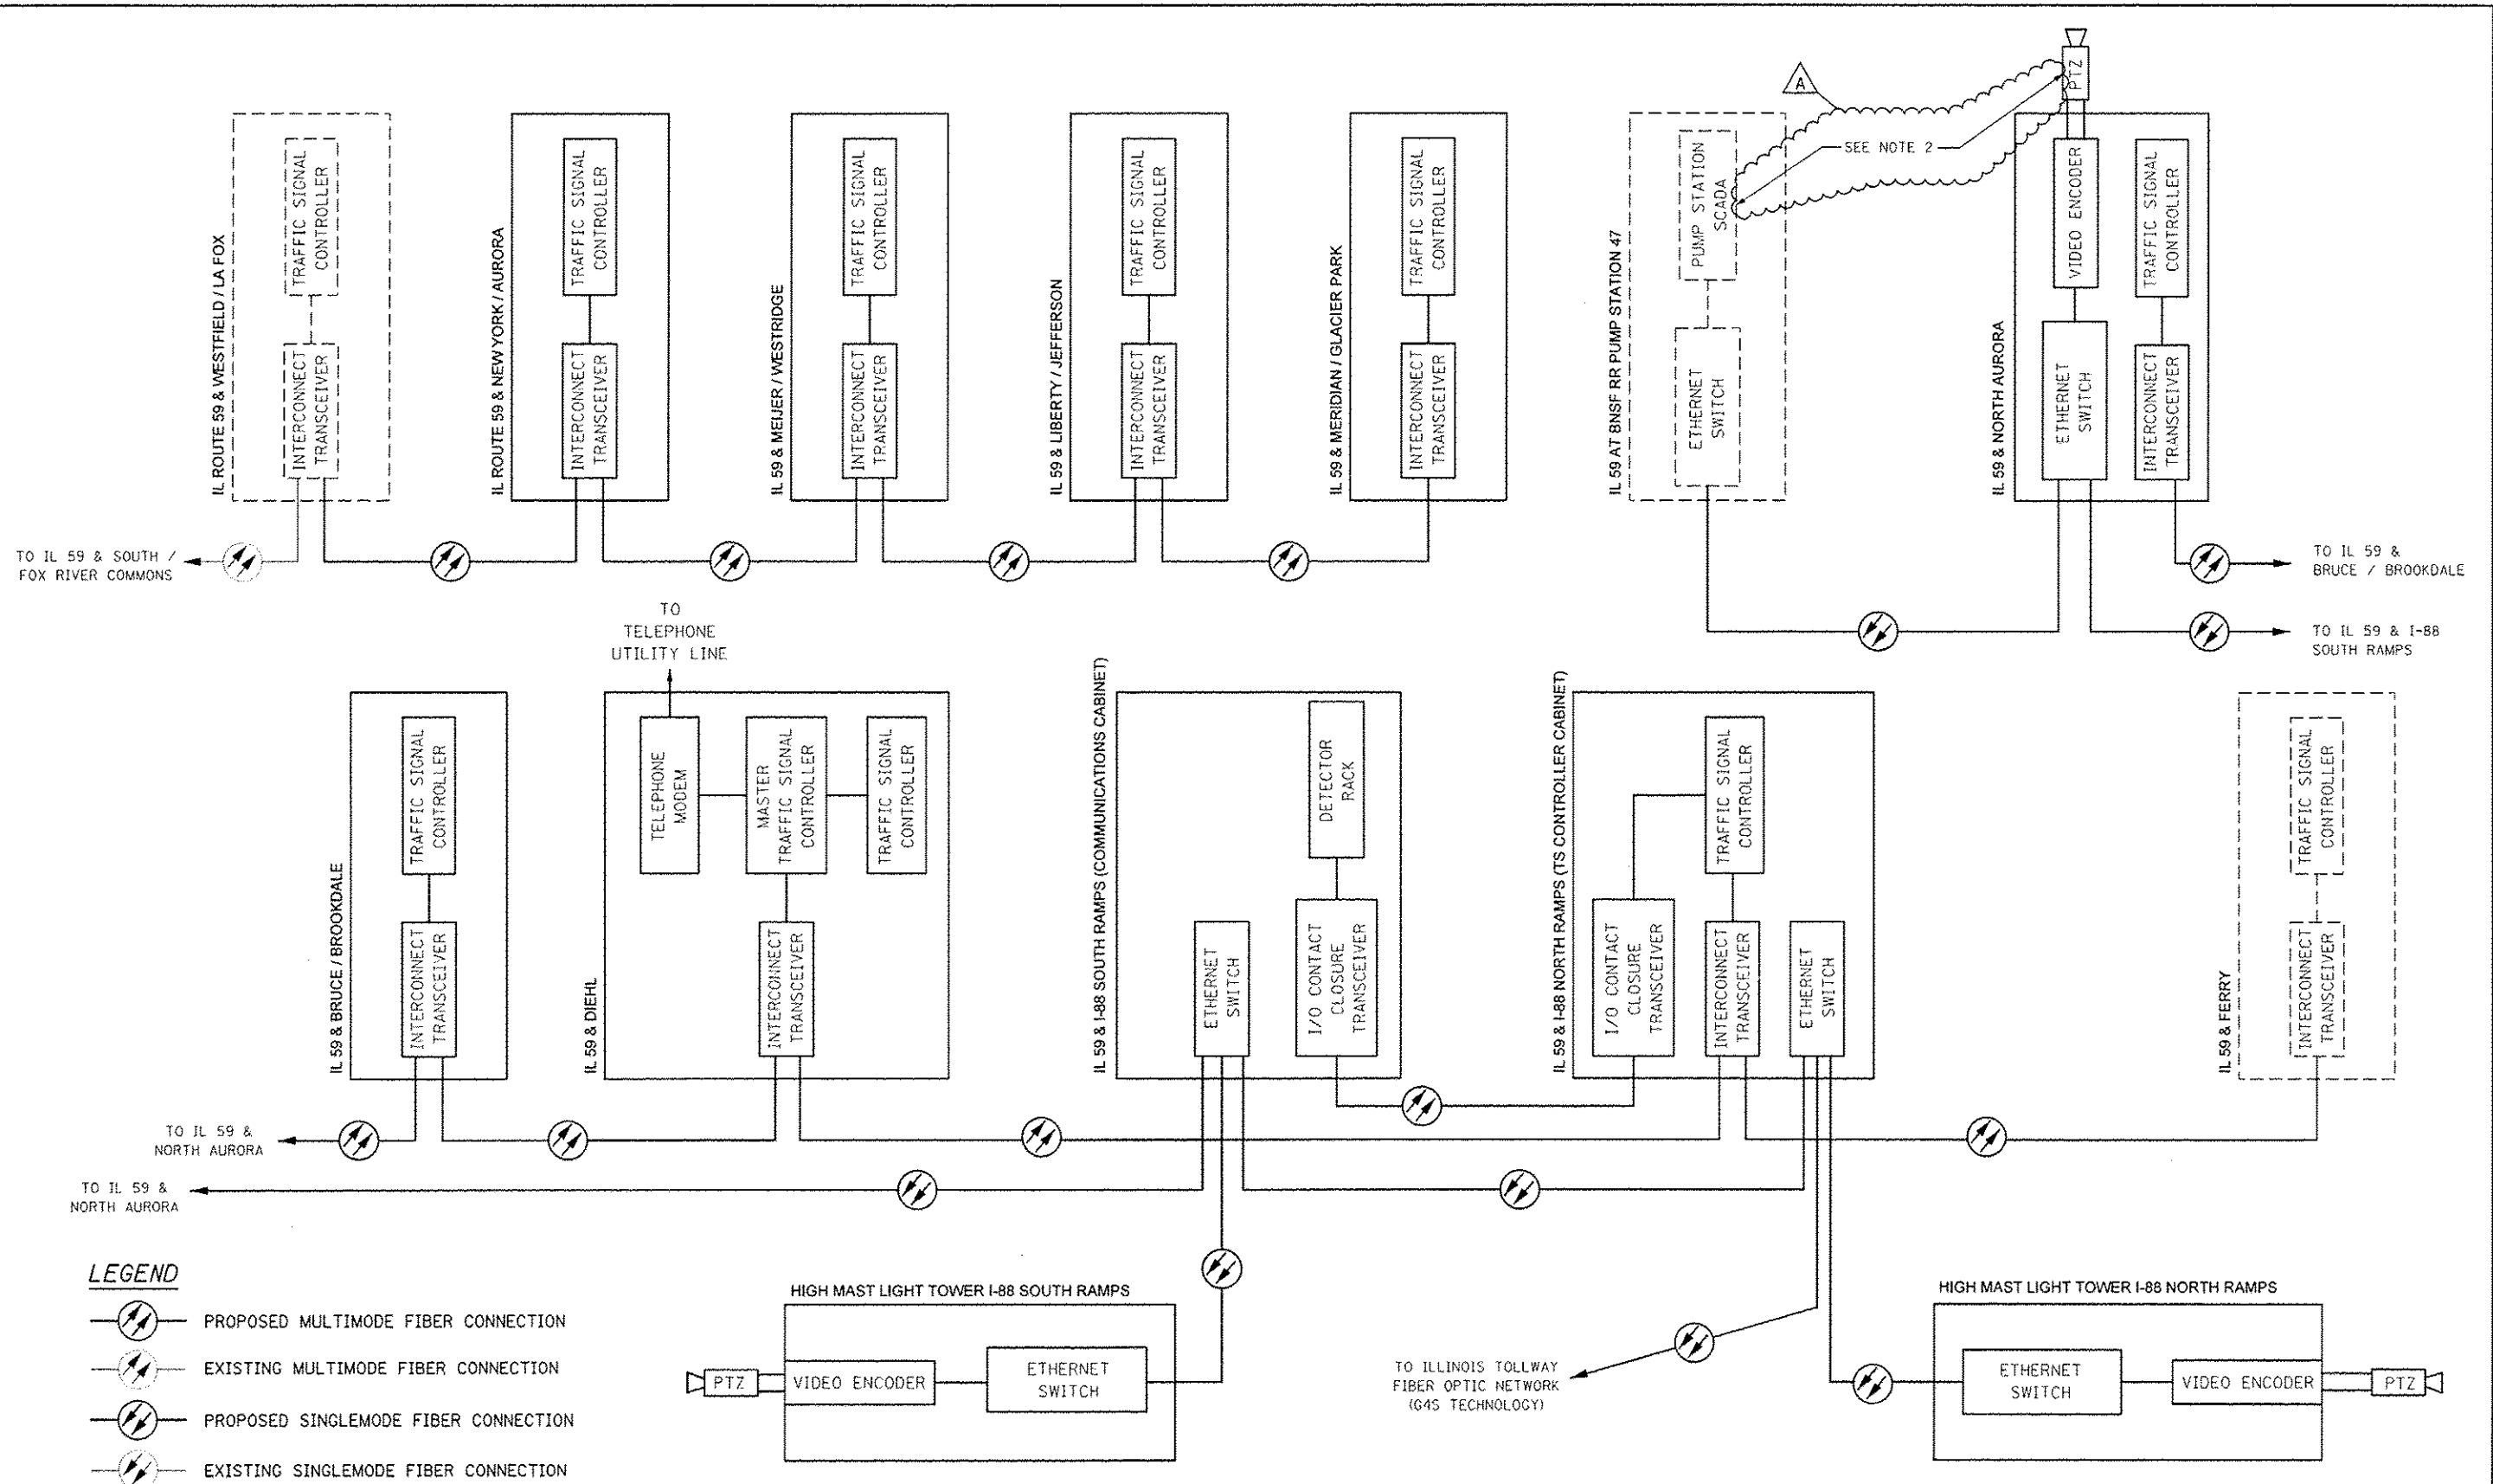 IL ROUTE 59 & WESTFIELD / LA FOX
TRAFFIC SIGNAL
CONTROLLER
INTERCONNECT
TRANSCEIVER
IL ROUTE 59 & NEW YORK / AURORA
TRAFFIC SIGNAL
CONTROLLER
INTERCONNECT
TRANSCEIVER
IL 59 & MEIJER / WESTRIDGE
TRAFFIC SIGNAL
CONTROLLER
INTERCONNECT
TRANSCEIVER
IL 59 & LIBERTY / JEFFERSON
TRAFFIC SIGNAL
CONTROLLER
INTERCONNECT
TRANSCEIVER
IL 59 & MERIDIAN / GLACIER PARK
TRAFFIC SIGNAL
CONTROLLER
INTERCONNECT
TRANSCEIVER
IL 59 AT BNSF RR PUMP STATION 47
PUMP STATION
SCADA
ETHERNET
SWITCH
A
SEE NOTE 2
PTZ
IL 59 & NORTH AURORA
VIDEO ENCODER
ETHERNET
SWITCH
TRAFFIC SIGNAL
CONTROLLER
INTERCONNECT
TRANSCEIVER
TO IL 59 & SOUTH /
FOX RIVER COMMONS
TO IL 59 &
BRUCE / BROOKDALE
TO IL 59 & I-88
SOUTH RAMPS
TO
TELEPHONE
UTILITY LINE
IL 59 & BRUCE / BROOKDALE
TRAFFIC SIGNAL
CONTROLLER
INTERCONNECT
TRANSCEIVER
IL 59 & DIEHL
TELEPHONE
MODEM
MASTER
TRAFFIC SIGNAL
CONTROLLER
TRAFFIC SIGNAL
CONTROLLER
INTERCONNECT
TRANSCEIVER
IL 59 & I-88 SOUTH RAMPS (COMMUNICATIONS CABINET)
DETECTOR
RACK
ETHERNET
SWITCH
I/O CONTACT
CLOSURE
TRANSCEIVER
IL 59 & I-88 NORTH RAMPS (TS CONTROLLER CABINET)
TRAFFIC SIGNAL
CONTROLLER
I/O CONTACT
CLOSURE
TRANSCEIVER
INTERCONNECT
TRANSCEIVER
ETHERNET
SWITCH
IL 59 & FERRY
TRAFFIC SIGNAL
CONTROLLER
INTERCONNECT
TRANSCEIVER
TO IL 59 &
NORTH AURORA
TO IL 59 &
NORTH AURORA
LEGEND
PROPOSED MULTIMODE FIBER CONNECTION
EXISTING MULTIMODE FIBER CONNECTION
PROPOSED SINGLEMODE FIBER CONNECTION
EXISTING SINGLEMODE FIBER CONNECTION
HIGH MAST LIGHT TOWER I-88 SOUTH RAMPS
PTZ
VIDEO ENCODER
ETHERNET
SWITCH
TO ILLINOIS TOLLWAY
FIBER OPTIC NETWORK
(G4S TECHNOLOGY)
HIGH MAST LIGHT TOWER I-88 NORTH RAMPS
ETHERNET
SWITCH
VIDEO ENCODER
PTZ